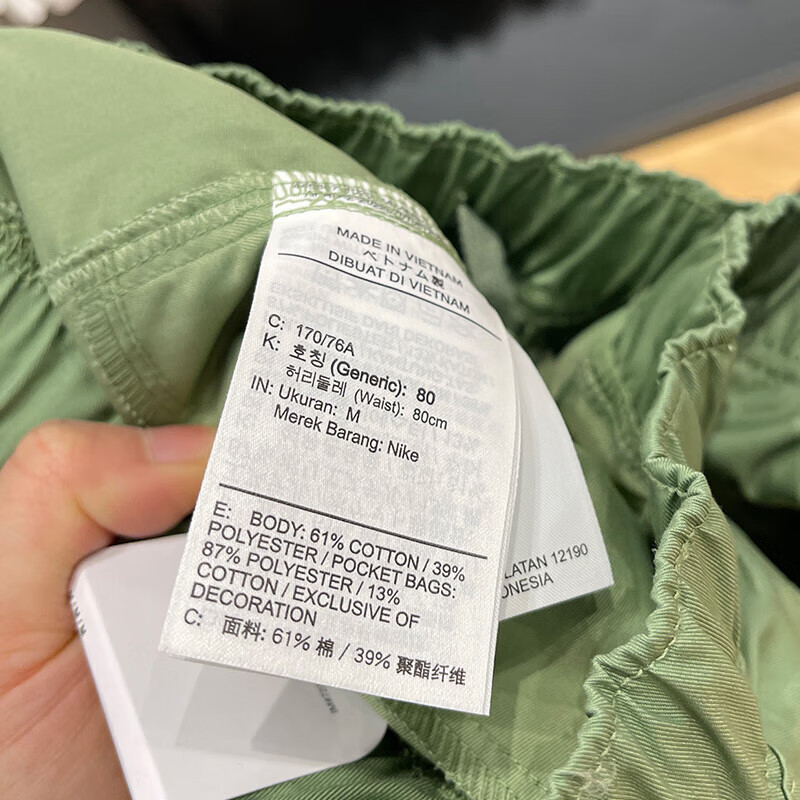 MADE IN VIETNAM
ベトナム製
DIBUAT DI VIETNAM
C: 170/76A
K: 호칭 (Generic): 80
허리둘레 (Waist): 80cm
IN: Ukuran: M
Merek Barang: Nike
E: BODY: 61% COTTON / 39%
POLYESTER / POCKET BAGS:
87% POLYESTER / 13%
COTTON / EXCLUSIVE OF
DECORATION
C: 面料: 61% 棉 / 39% 聚酯纤维
LATAN 12190
ONESIA